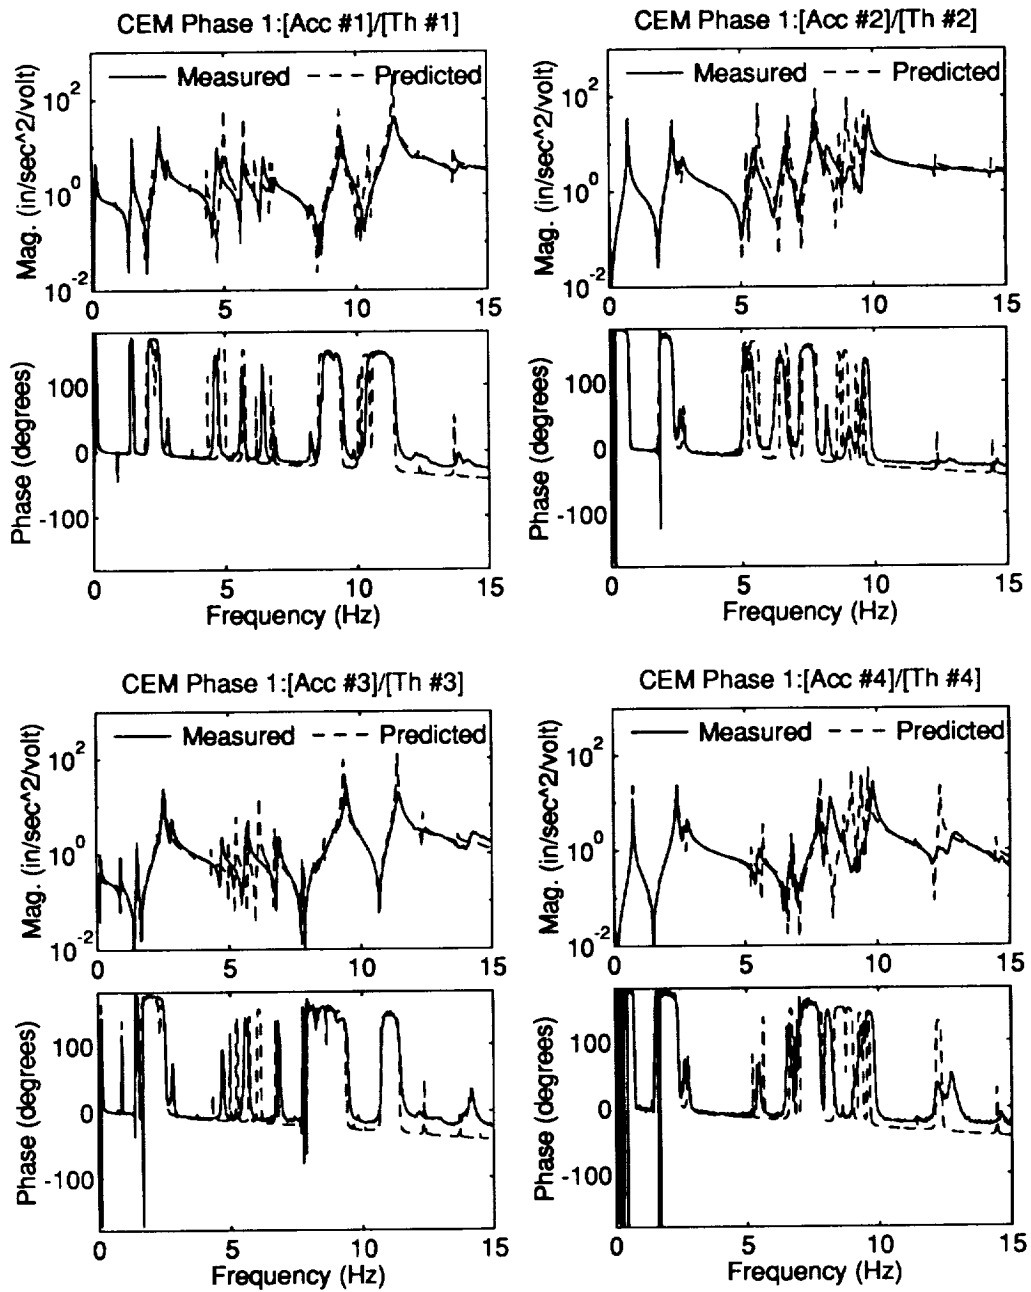 CEM Phase 1:[Acc #1]/[Th #1]
Mag. (in/sec^2/volt)
Measured
Predicted
10^2
10^0
10^-2
0 5 10 15
Phase (degrees)
100
0
-100
0 5 10 15
Frequency (Hz)
CEM Phase 1:[Acc #2]/[Th #2]
Mag. (in/sec^2/volt)
Measured
Predicted
10^2
10^0
10^-2
0 5 10 15
Phase (degrees)
100
0
-100
0 5 10 15
Frequency (Hz)
CEM Phase 1:[Acc #3]/[Th #3]
Mag. (in/sec^2/volt)
Measured
Predicted
10^2
10^0
10^-2
0 5 10 15
Phase (degrees)
100
0
-100
0 5 10 15
Frequency (Hz)
CEM Phase 1:[Acc #4]/[Th #4]
Mag. (in/sec^2/volt)
Measured
Predicted
10^2
10^0
10^-2
0 5 10 15
Phase (degrees)
100
0
-100
0 5 10 15
Frequency (Hz)